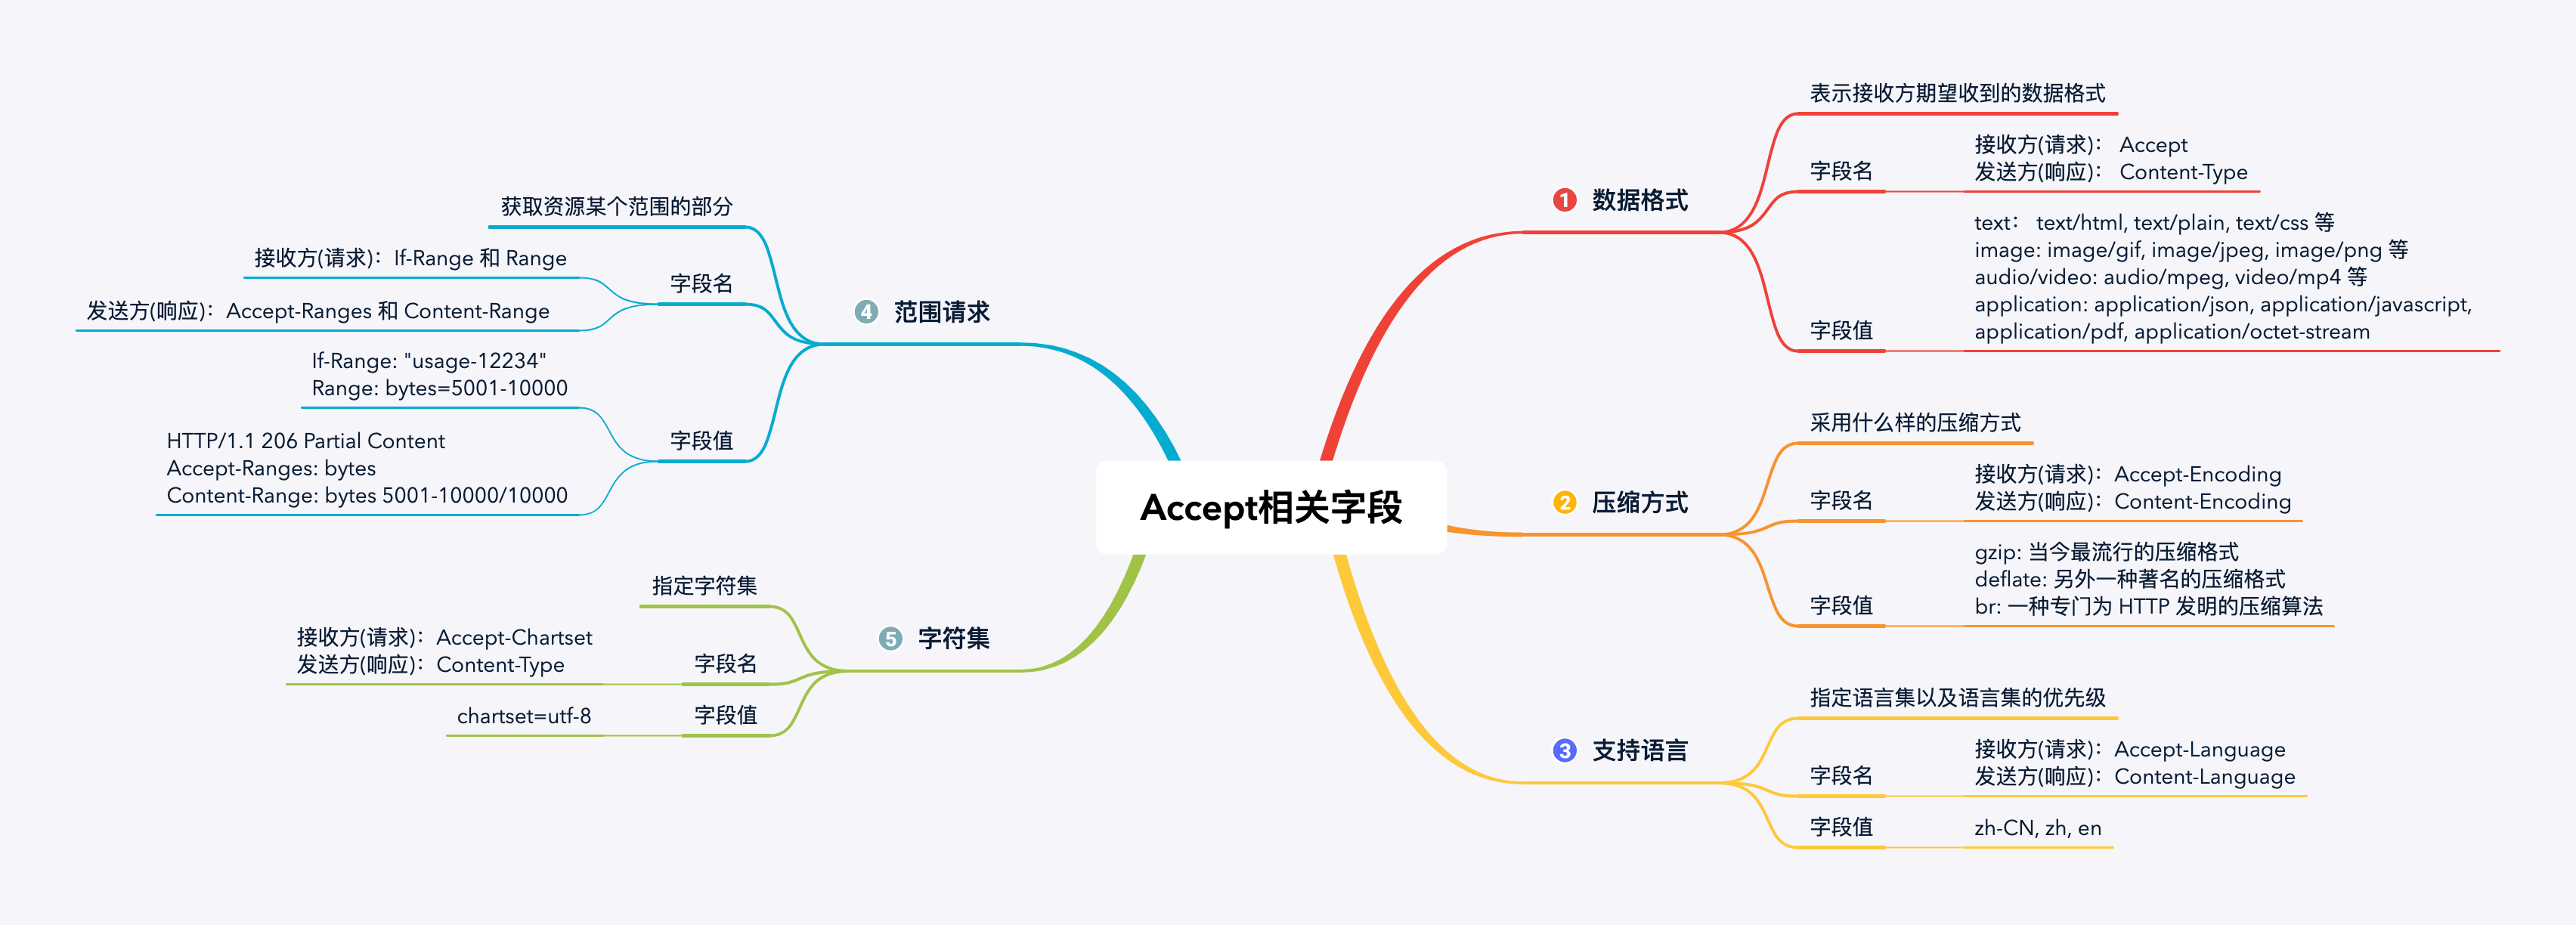 Accept相关字段
1 数据格式
表示接收方期望收到的数据格式
字段名
接收方(请求)： Accept
发送方(响应)： Content-Type
字段值
text： text/html, text/plain, text/css 等
image: image/gif, image/jpeg, image/png 等
audio/video: audio/mpeg, video/mp4 等
application: application/json, application/javascript,
application/pdf, application/octet-stream
2 压缩方式
采用什么样的压缩方式
字段名
接收方(请求)：Accept-Encoding
发送方(响应)：Content-Encoding
字段值
gzip: 当今最流行的压缩格式
deflate: 另外一种著名的压缩格式
br: 一种专门为 HTTP 发明的压缩算法
3 支持语言
指定语言集以及语言集的优先级
字段名
接收方(请求)：Accept-Language
发送方(响应)：Content-Language
字段值
zh-CN, zh, en
4 范围请求
获取资源某个范围的部分
字段名
接收方(请求)：If-Range 和 Range
发送方(响应)：Accept-Ranges 和 Content-Range
字段值
If-Range: "usage-12234"
Range: bytes=5001-10000
HTTP/1.1 206 Partial Content
Accept-Ranges: bytes
Content-Range: bytes 5001-10000/10000
5 字符集
指定字符集
字段名
接收方(请求)：Accept-Chartset
发送方(响应)：Content-Type
字段值
chartset=utf-8